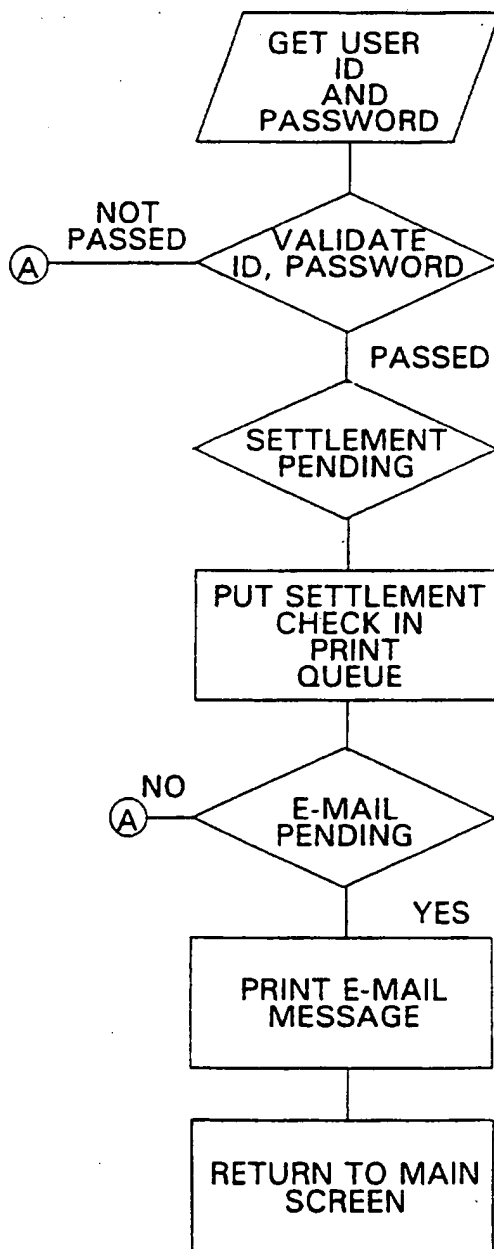 GET USER
ID
AND
PASSWORD
NOT
PASSED
A
VALIDATE
ID, PASSWORD
PASSED
SETTLEMENT
PENDING
PUT SETTLEMENT
CHECK IN
PRINT
QUEUE
NO
A
E-MAIL
PENDING
YES
PRINT E-MAIL
MESSAGE
RETURN TO MAIN
SCREEN